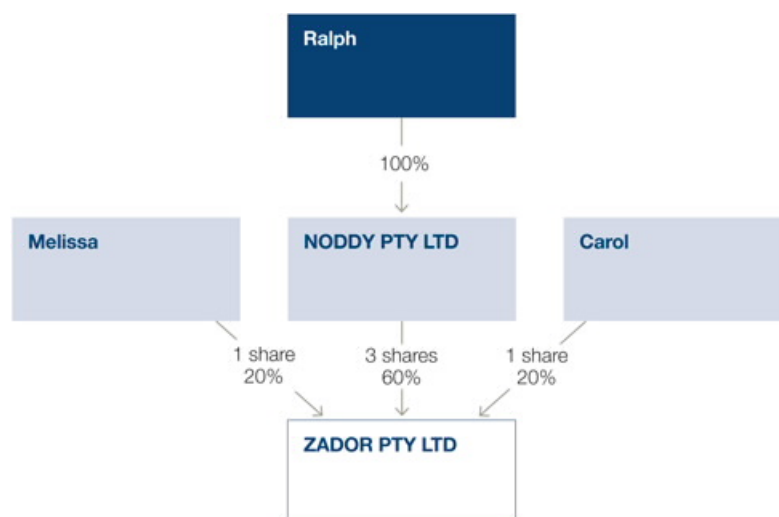 Ralph
100%
Melissa
NODDY PTY LTD
Carol
1 share
20%
3 shares
60%
1 share
20%
ZADOR PTY LTD